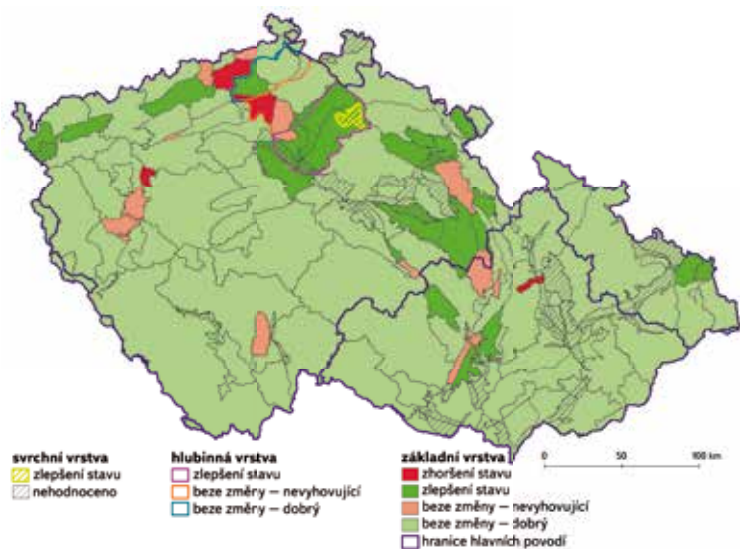 svrchní vrstva
zlepšení stavu
nehodnoceno
hlubinná vrstva
zlepšení stavu
beze změny – nevyhovující
beze změny – dobrý
základní vrstva
zhoršení stavu
zlepšení stavu
beze změny – nevyhovující
beze změny – dobrý
hranice hlavních povodí
0 50 100 km